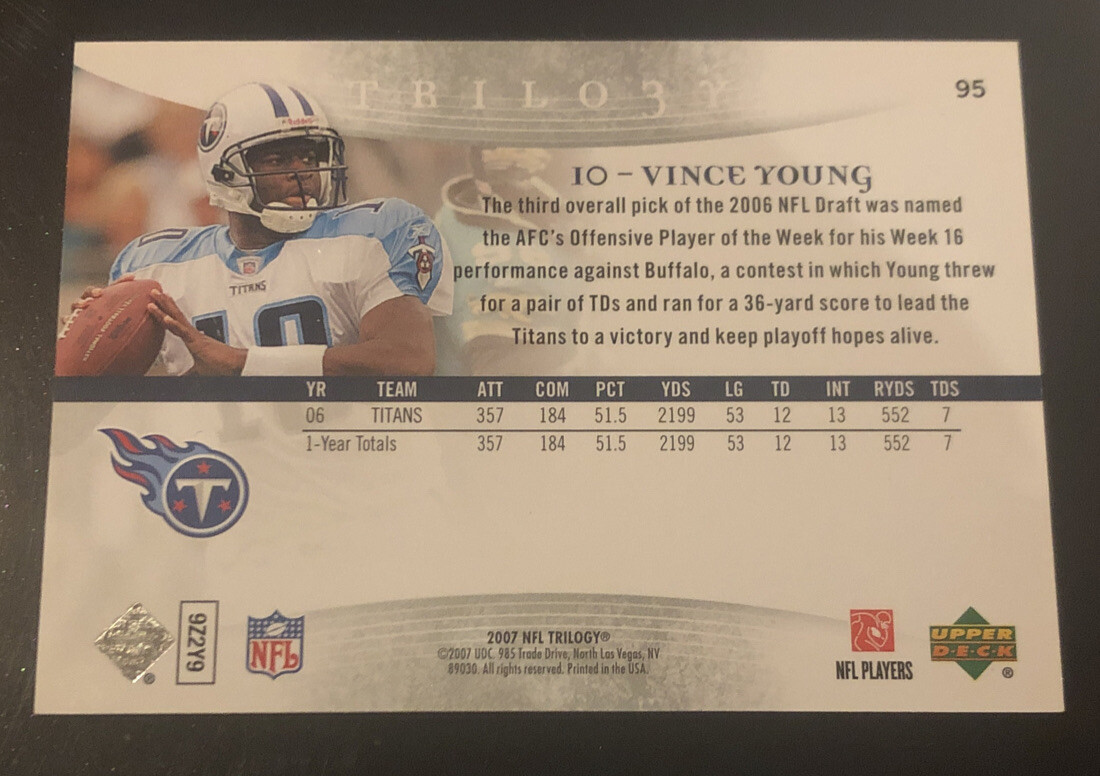 TRILO3Y
95
10 – VINCE YOUNG
The third overall pick of the 2006 NFL Draft was named
the AFC's Offensive Player of the Week for his Week 16
performance against Buffalo, a contest in which Young threw
for a pair of TDs and ran for a 36-yard score to lead the
Titans to a victory and keep playoff hopes alive.
Riddell
10
TITANS
10
YR TEAM ATT COM PCT YDS LG TD INT RYDS TDS
06 TITANS 357 184 51.5 2199 53 12 13 552 7
1-Year Totals 357 184 51.5 2199 53 12 13 552 7
T
9Z2Y9
NFL
2007 NFL TRILOGY®
©2007 UDC. 985 Trade Drive, North Las Vegas, NV
89030. All rights reserved. Printed in the USA.
NFL PLAYERS
UPPER
D·E·C·K
®